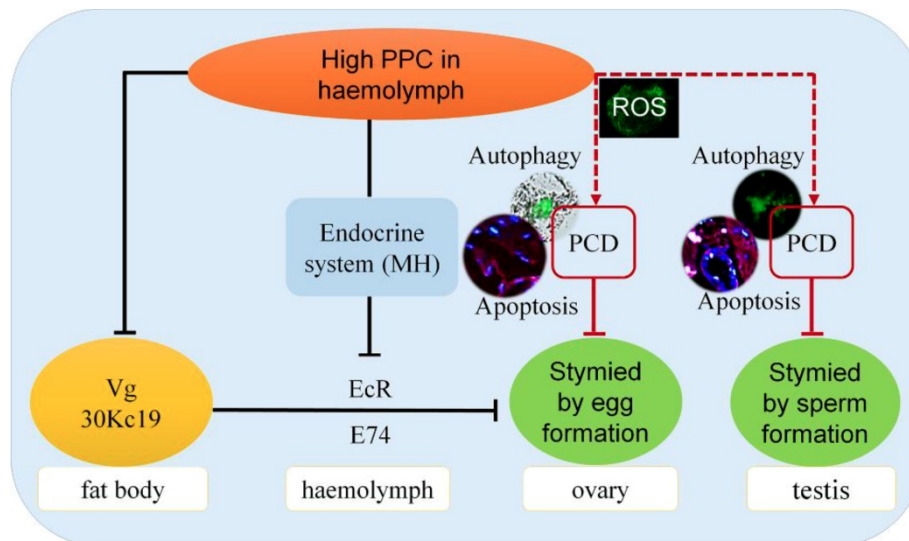 High PPC in
haemolymph
ROS
Autophagy
Autophagy
Endocrine
system (MH)
PCD
PCD
Apoptosis
Apoptosis
Vg
30Kc19
EcR
E74
Stymied
by egg
formation
Stymied
by sperm
formation
fat body
haemolymph
ovary
testis